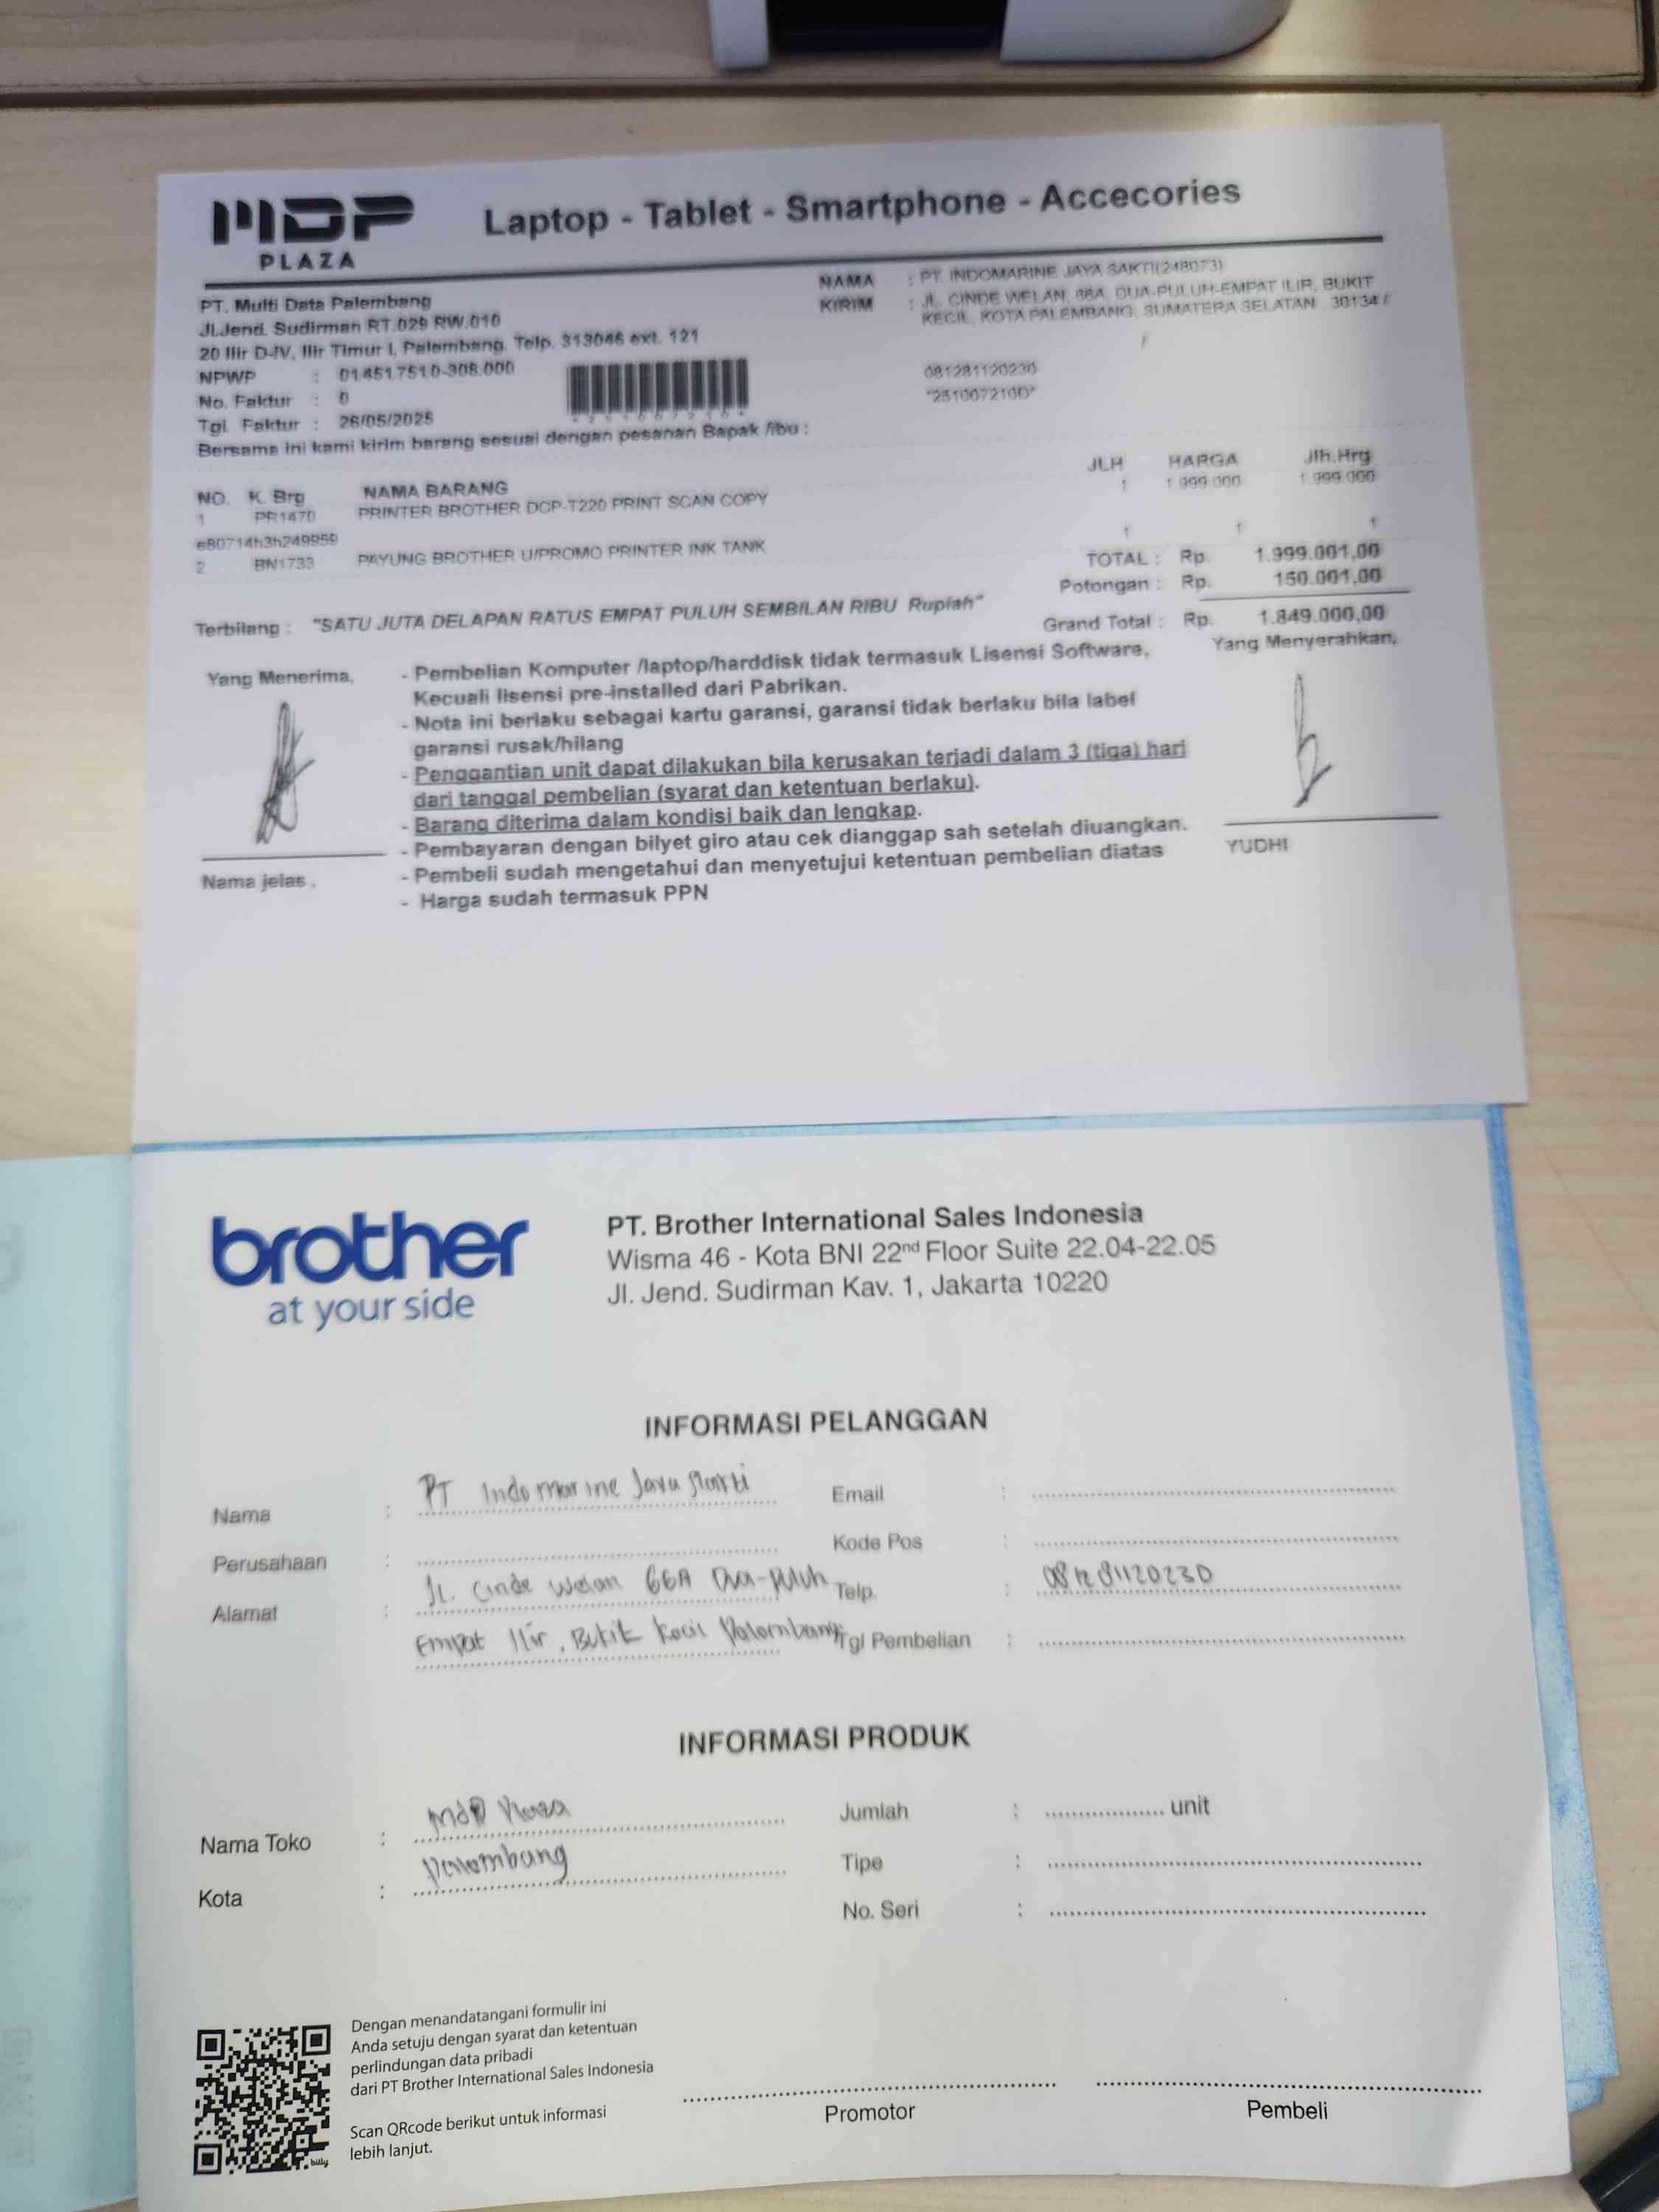 MDP
PLAZA
Laptop - Tablet - Smartphone - Accecories
PT. Multi Data Palembang
Jl.Jend. Sudirman RT.029 RW.010
20 Ilir D-IV, Ilir Timur I, Palembang. Telp. 313046 ext. 121
NPWP : 01.451.751.0-308.000
No. Faktur : 0
Tgl. Faktur : 26/05/2025
NAMA : PT. INDOMARINE JAYA SAKTI(248073)
KIRIM : JL. CINDE WELAN, 66A, DUA-PULUH-EMPAT ILIR, BUKIT
KECIL, KOTA PALEMBANG, SUMATERA SELATAN . 30134 /
081281120230
*251007210D*
Bersama ini kami kirim barang sesuai dengan pesanan Bapak /Ibu :
NO. K. Brg NAMA BARANG JLH HARGA Jlh.Hrg
1 PR1470 PRINTER BROTHER DCP-T220 PRINT SCAN COPY 1 1.999.000 1.999.000
e80714h3h249959
2 BN1733 PAYUNG BROTHER U/PROMO PRINTER INK TANK 1 1 1
TOTAL : Rp. 1.999.001,00
Potongan : Rp. 150.001,00
Terbilang : "SATU JUTA DELAPAN RATUS EMPAT PULUH SEMBILAN RIBU Rupiah"
Grand Total : Rp. 1.849.000,00
Yang Menerima,
Yang Menyerahkan,
- Pembelian Komputer /laptop/harddisk tidak termasuk Lisensi Software,
Kecuali lisensi pre-installed dari Pabrikan.
- Nota ini berlaku sebagai kartu garansi, garansi tidak berlaku bila label
garansi rusak/hilang
- Penggantian unit dapat dilakukan bila kerusakan terjadi dalam 3 (tiga) hari
dari tanggal pembelian (syarat dan ketentuan berlaku).
- Barang diterima dalam kondisi baik dan lengkap.
- Pembayaran dengan bilyet giro atau cek dianggap sah setelah diuangkan.
- Pembeli sudah mengetahui dan menyetujui ketentuan pembelian diatas
- Harga sudah termasuk PPN
Nama jelas .
YUDHI
brother
at your side
PT. Brother International Sales Indonesia
Wisma 46 - Kota BNI 22nd Floor Suite 22.04-22.05
Jl. Jend. Sudirman Kav. 1, Jakarta 10220
INFORMASI PELANGGAN
Nama : PT Indomarine Jaya Sakti
Perusahaan :
Alamat : Jl. Cinde Welan 66A Dua-Puluh
Empat Ilir, Bukit Kecil Palembang
Email :
Kode Pos :
Telp. : 081281120230
Tgl Pembelian :
INFORMASI PRODUK
Nama Toko : MDP Plaza
Kota : Palembang
Jumlah : unit
Tipe :
No. Seri :
Dengan menandatangani formulir ini
Anda setuju dengan syarat dan ketentuan
perlindungan data pribadi
dari PT Brother International Sales Indonesia
Scan QRcode berikut untuk informasi
lebih lanjut.
bitly
Promotor
Pembeli